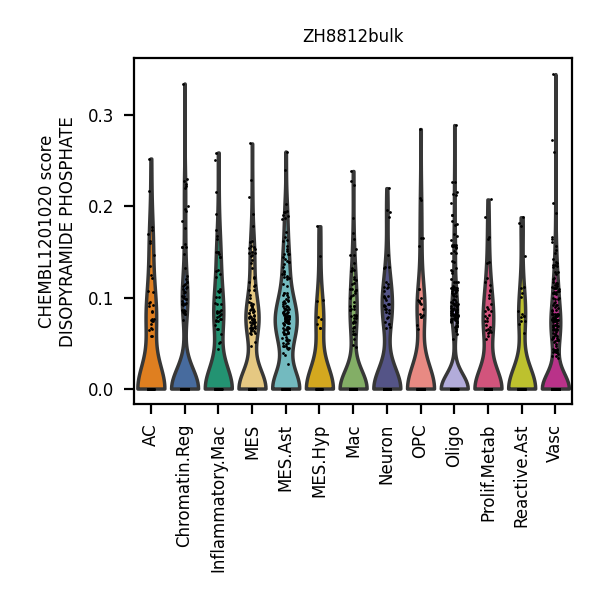 ZH8812bulk
CHEMBL1201020 score
DISOPYRAMIDE PHOSPHATE
0.3
0.2
0.1
0.0
AC
Chromatin.Reg
Inflammatory.Mac
MES
MES.Ast
MES.Hyp
Mac
Neuron
OPC
Oligo
Prolif.Metab
Reactive.Ast
Vasc